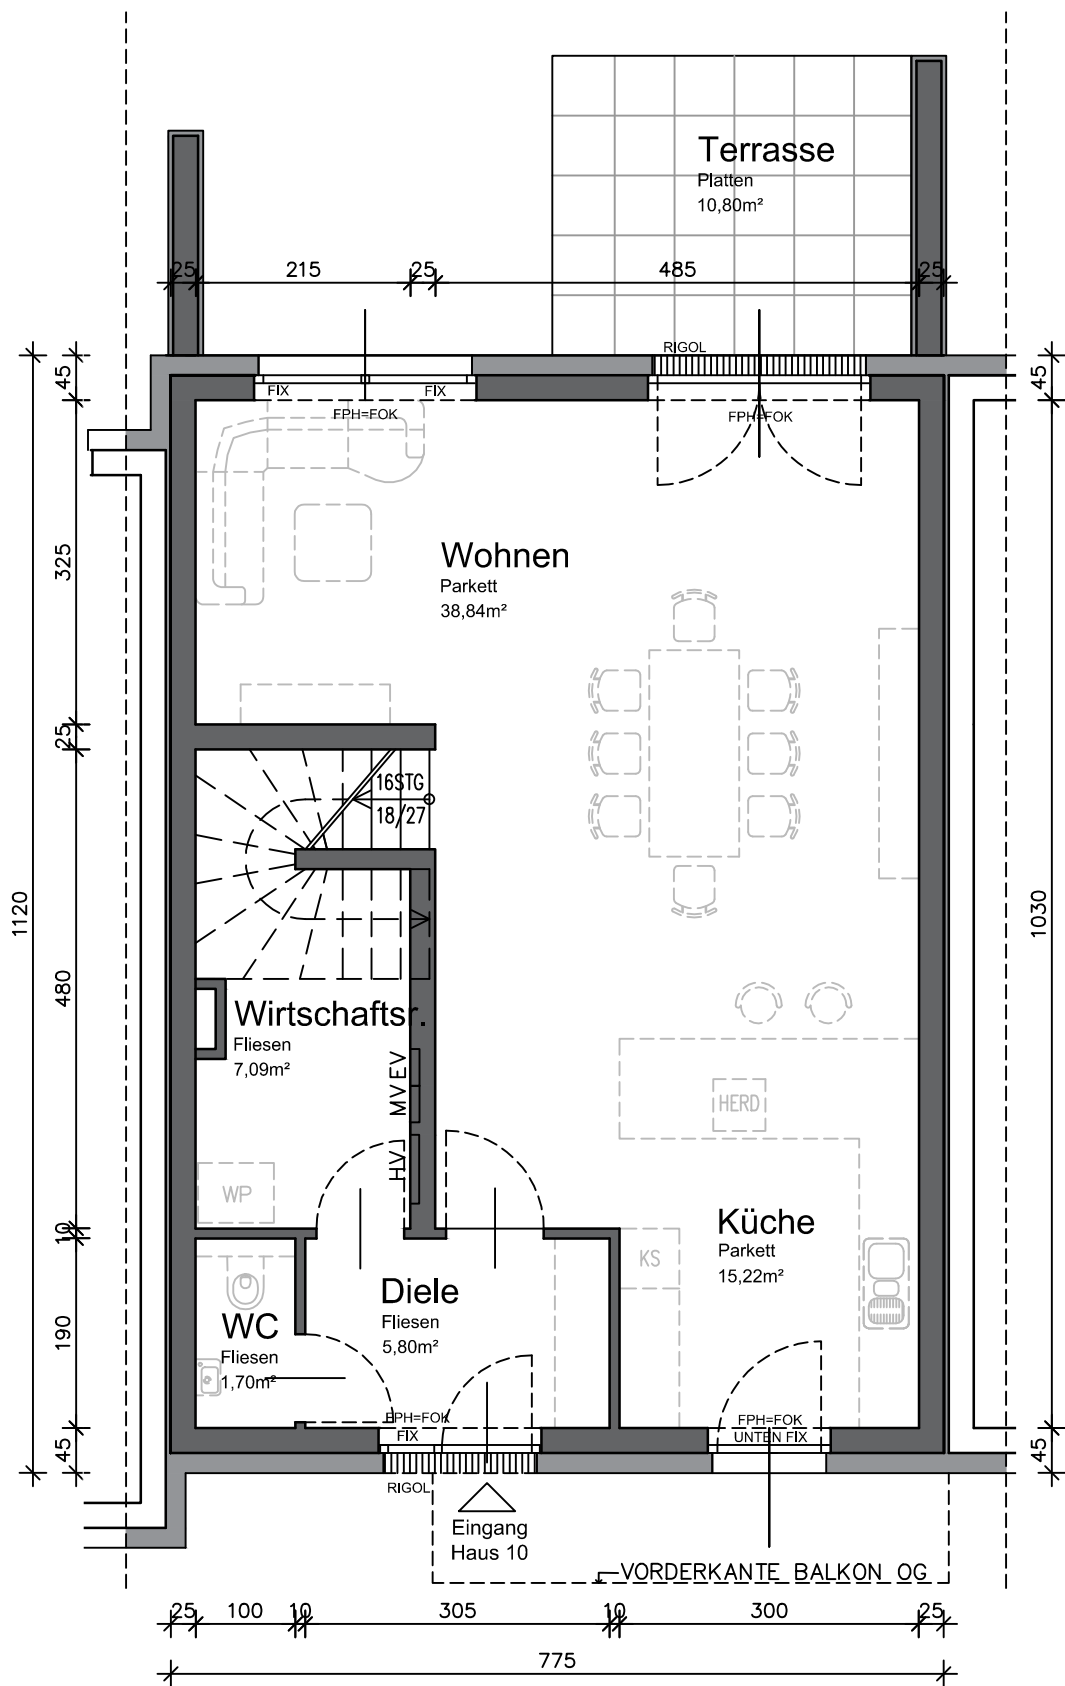 Terrasse
Platten
10,80m²
25
215
25
485
25
RIGOL
45
45
FIX
FIX
FPH=FOK
FPH=FOK
325
Wohnen
Parkett
38,84m²
25
16STG
18/27
1120
1030
480
Wirtschaftsr.
Fliesen
7,09m²
MV EV
HERD
HV
WP
10
Küche
Parkett
15,22m²
KS
Diele
Fliesen
5,80m²
190
WC
Fliesen
1,70m²
FPH=FOK
FIX
FPH=FOK
UNTEN FIX
45
45
RIGOL
Eingang
Haus 10
VORDERKANTE BALKON OG
25
100
10
305
10
300
25
775